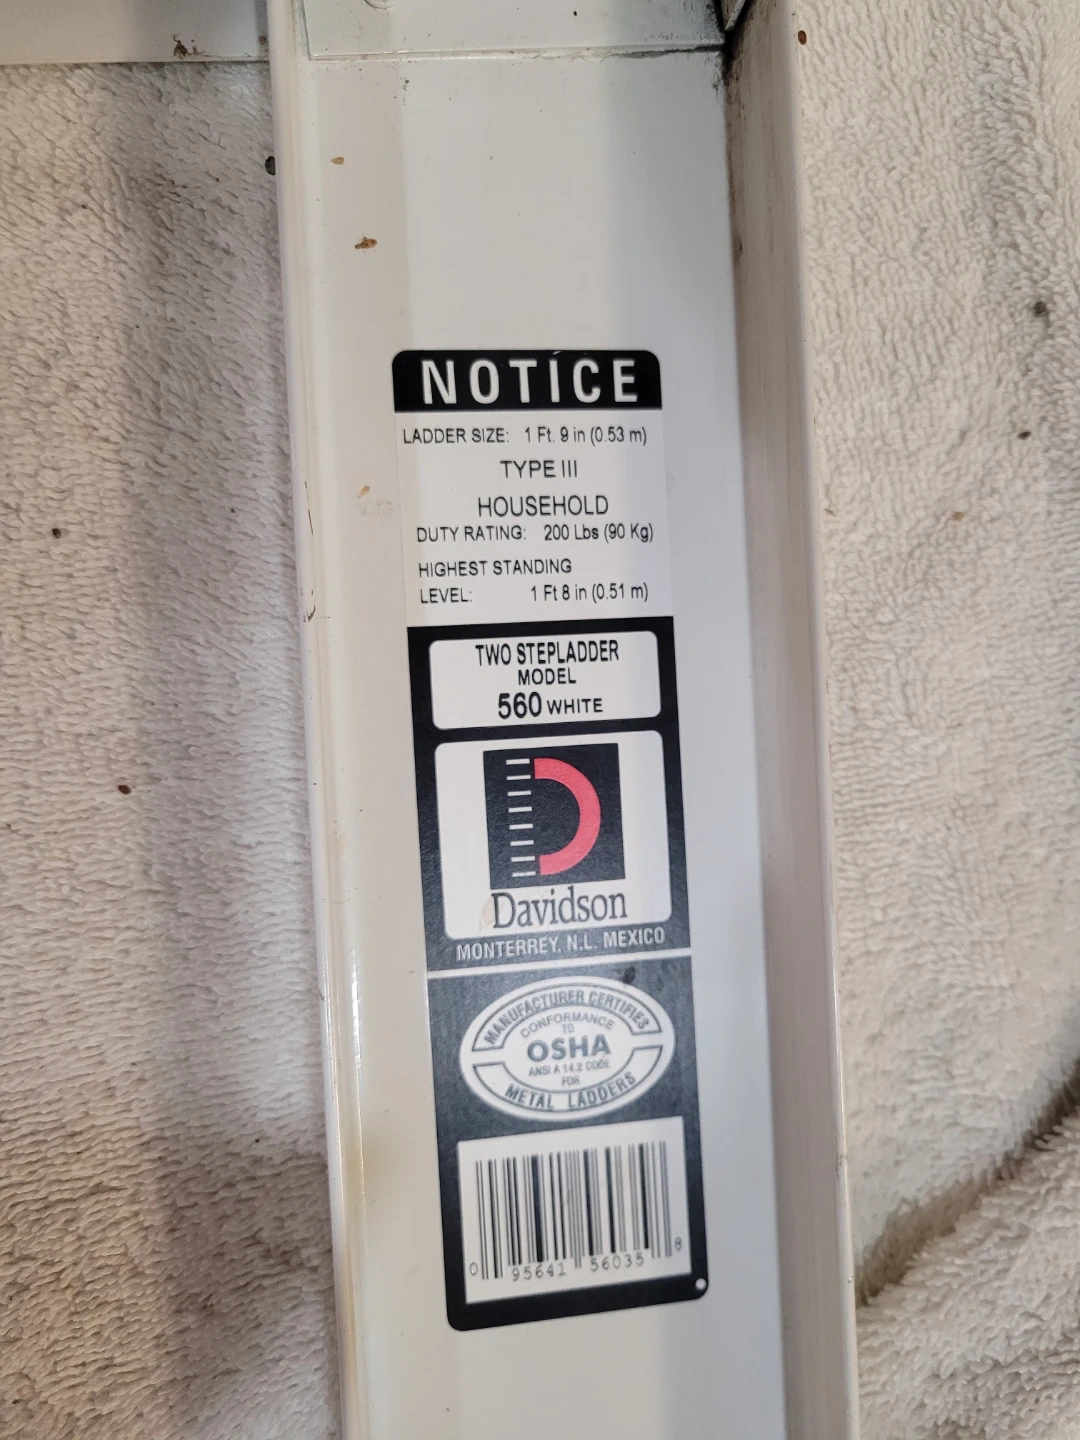 NOTICE
LADDER SIZE: 1 Ft. 9 in (0.53 m)
TYPE III
HOUSEHOLD
DUTY RATING: 200 Lbs (90 Kg)
HIGHEST STANDING
LEVEL: 1 Ft 8 in (0.51 m)
TWO STEPLADDER
MODEL
560 WHITE
Davidson
MONTERREY, N.L. MEXICO
MANUFACTURER CERTIFIES
CONFORMANCE
TO
OSHA
ANSI A 14.2 CODE
FOR
METAL LADDERS
0 95641 56035 8